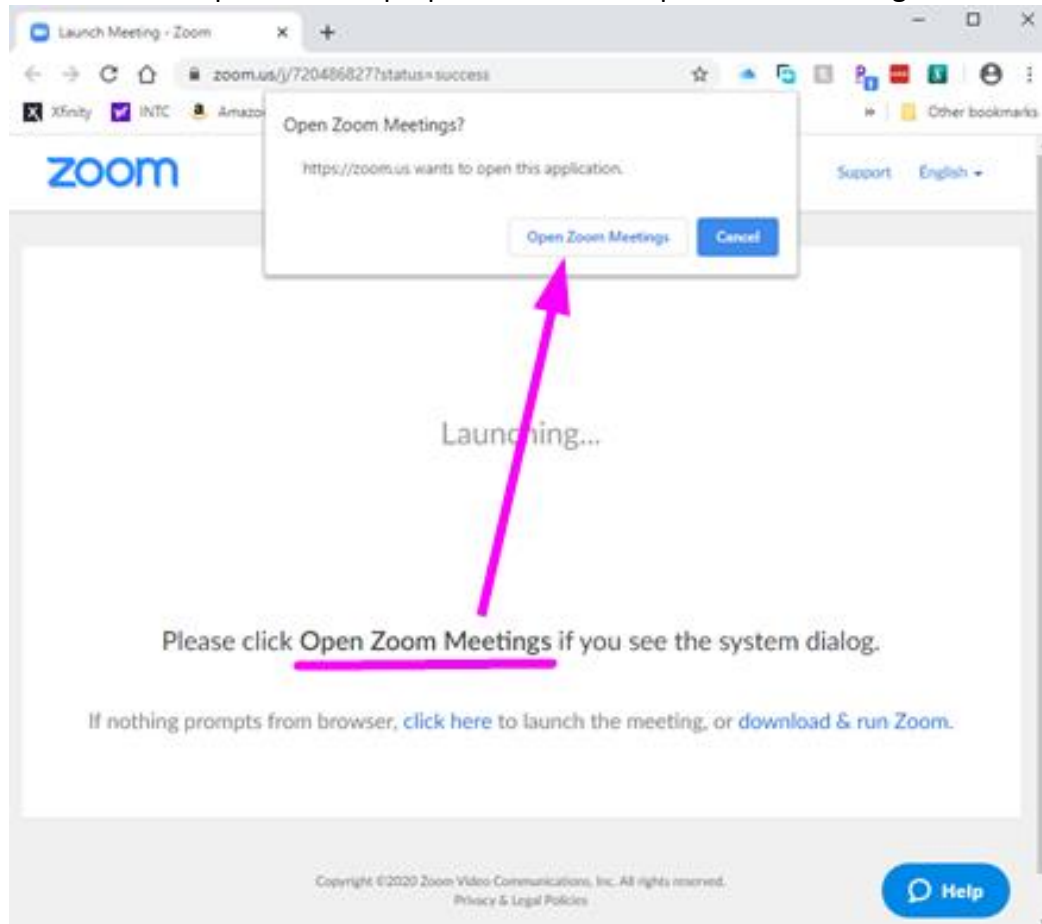 Launch Meeting - Zoom
zoom.us/j/720486827?status=success
Xfinity INTC Amazo Other bookmarks
Open Zoom Meetings?
https://zoom.us wants to open this application.
Open Zoom Meetings Cancel
zoom Support English
Launching...
Please click Open Zoom Meetings if you see the system dialog.
If nothing prompts from browser, click here to launch the meeting, or download & run Zoom.
Copyright ©2020 Zoom Video Communications, Inc. All rights reserved.
Privacy & Legal Policies
Help